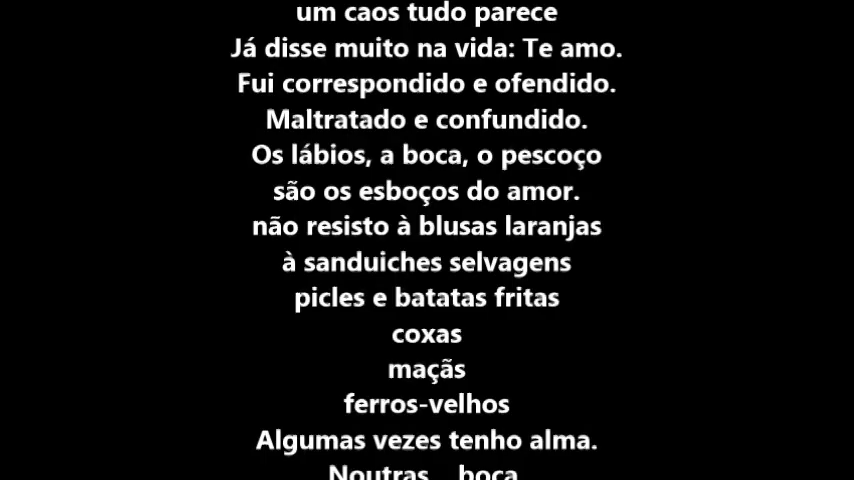 um caos tudo parece
Já disse muito na vida: Te amo.
Fui correspondido e ofendido.
Maltratado e confundido.
Os lábios, a boca, o pescoço
são os esboços do amor.
não resisto à blusas laranjas
à sanduiches selvagens
picles e batatas fritas
coxas
maçãs
ferros-velhos
Algumas vezes tenho alma.
Noutras... boca